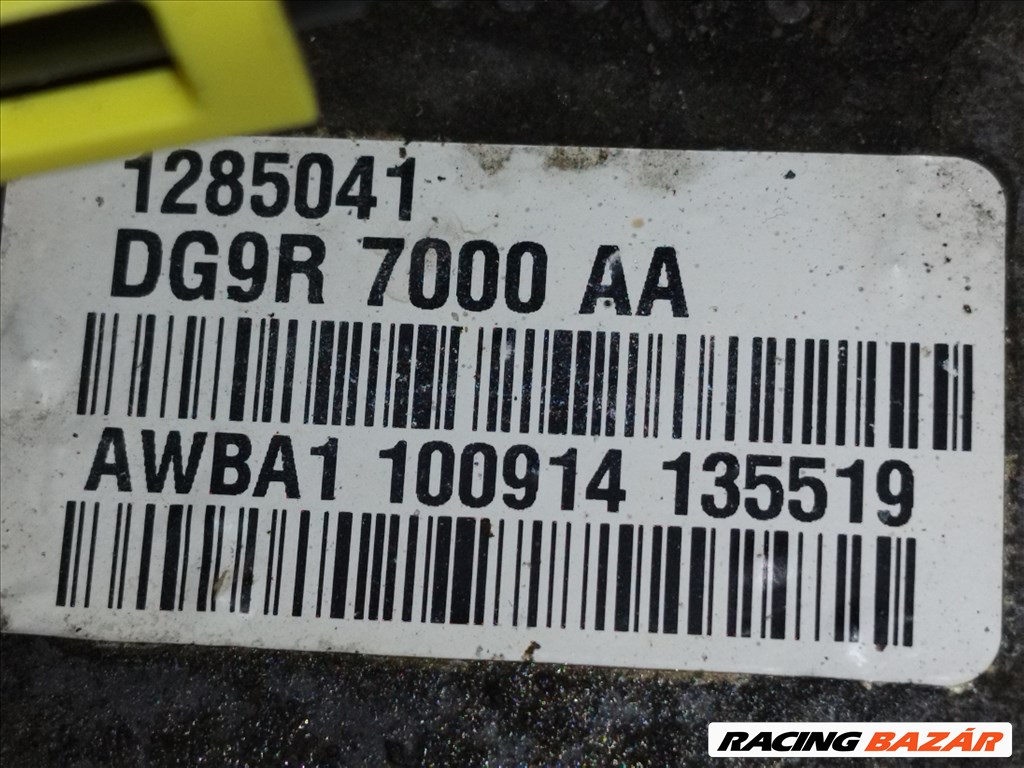 1285041
DG9R 7000 AA
AWBA1 100914 135519
RACING BAZÁR